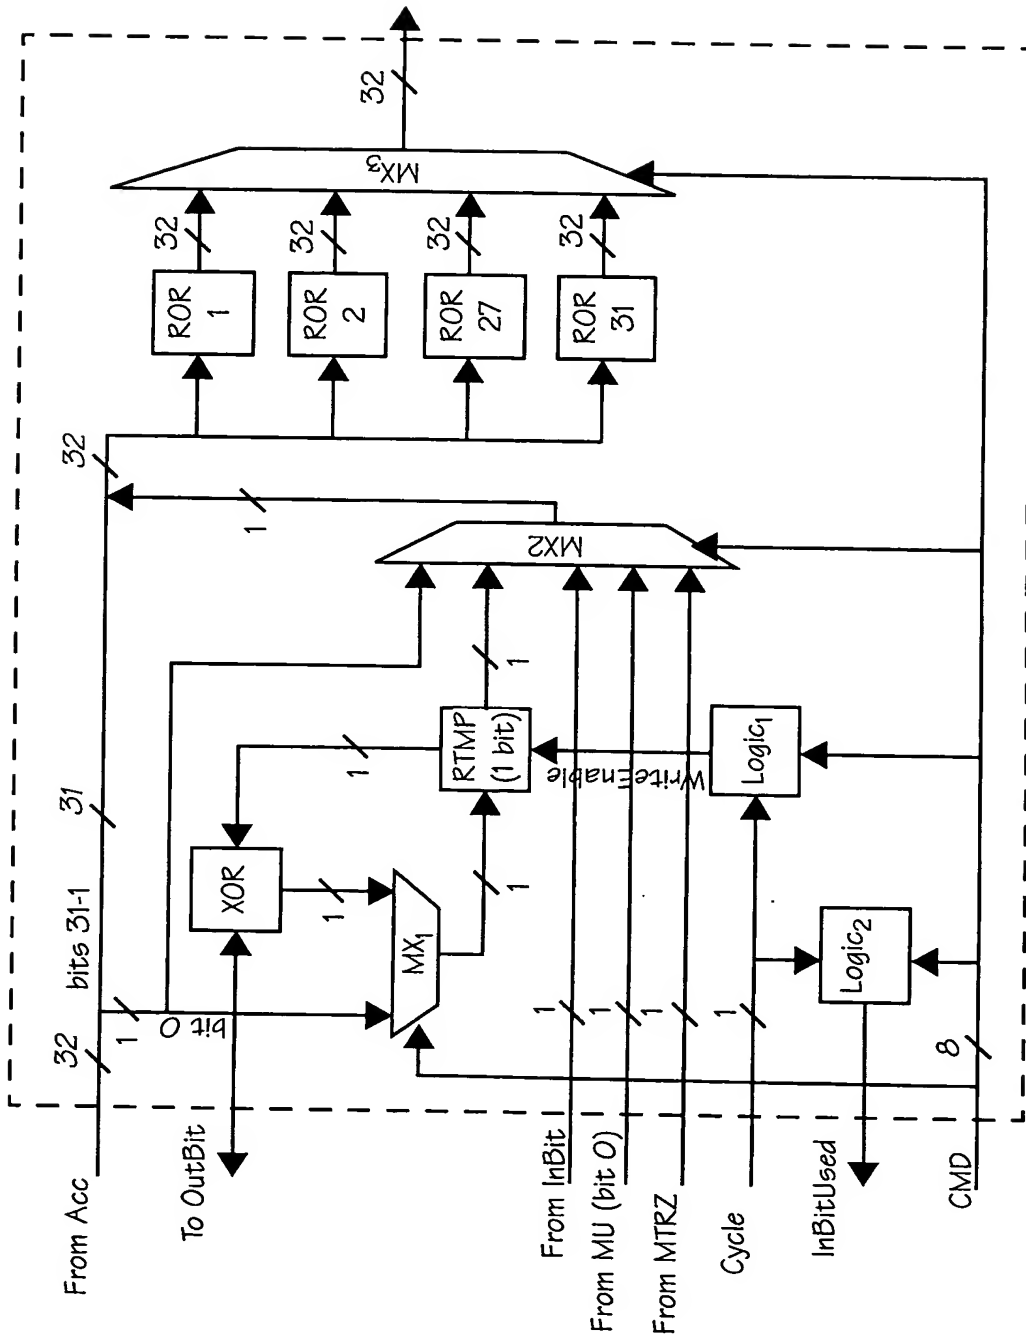 From Acc
32
bits 31-1
31
32
1
bit 0
To OutBit
XOR
1
1
MX1
1
RTMP
(1 bit)
1
1
MX2
ROR
1
32
ROR
2
32
ROR
27
32
ROR
31
32
MX3
32
From InBit
1
From MU (bit 0)
1
From MTRZ
1
WriteEnable
Cycle
1
Logic1
InBitUsed
Logic2
CMD
8